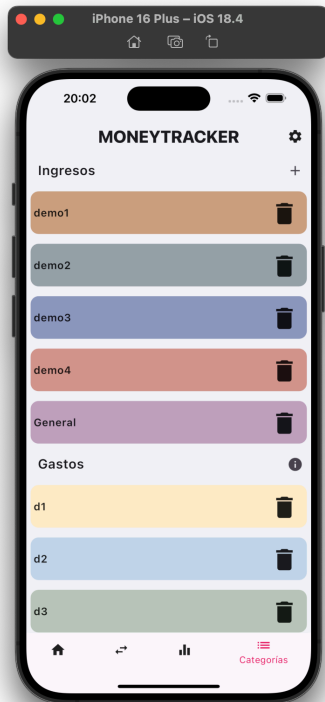 iPhone 16 Plus – iOS 18.4
20:02
MONEYTRACKER
Ingresos
demo1
demo2
demo3
demo4
General
Gastos
d1
d2
d3
Categorías